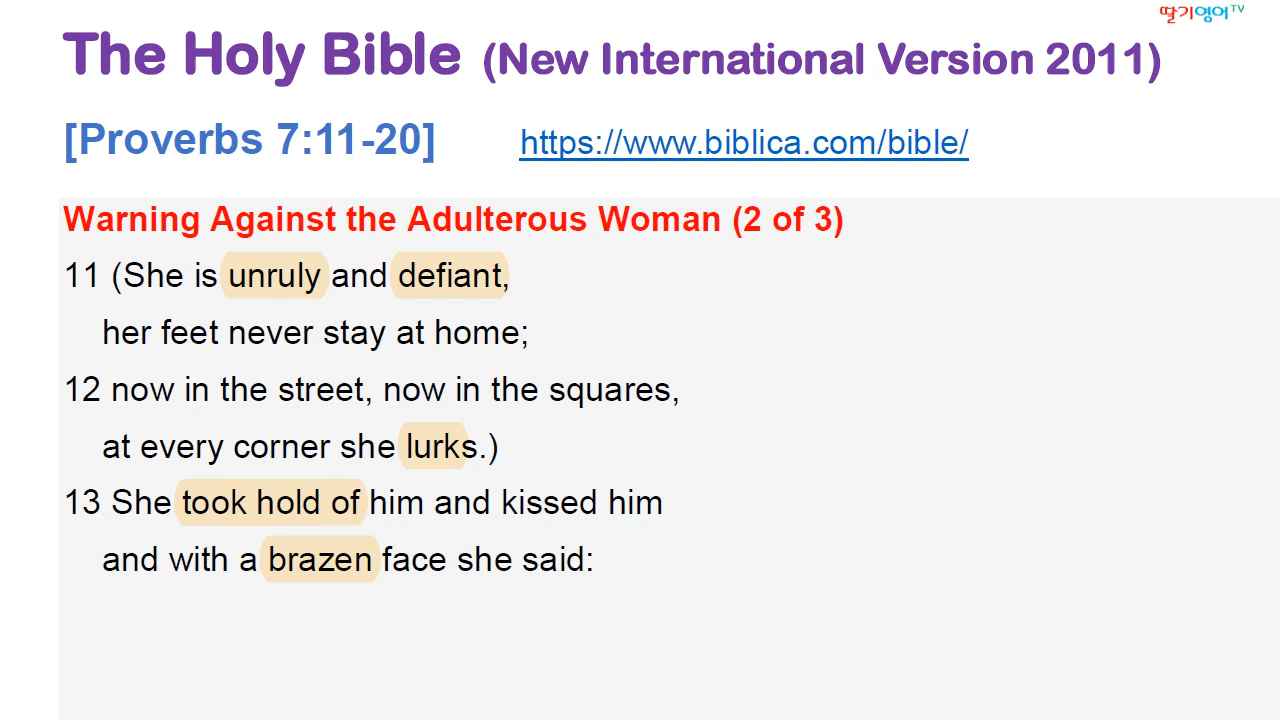 딸기영어TV
The Holy Bible (New International Version 2011)
[Proverbs 7:11-20] https://www.biblica.com/bible/
Warning Against the Adulterous Woman (2 of 3)
11 (She is unruly and defiant,
her feet never stay at home;
12 now in the street, now in the squares,
at every corner she lurks.)
13 She took hold of him and kissed him
and with a brazen face she said: